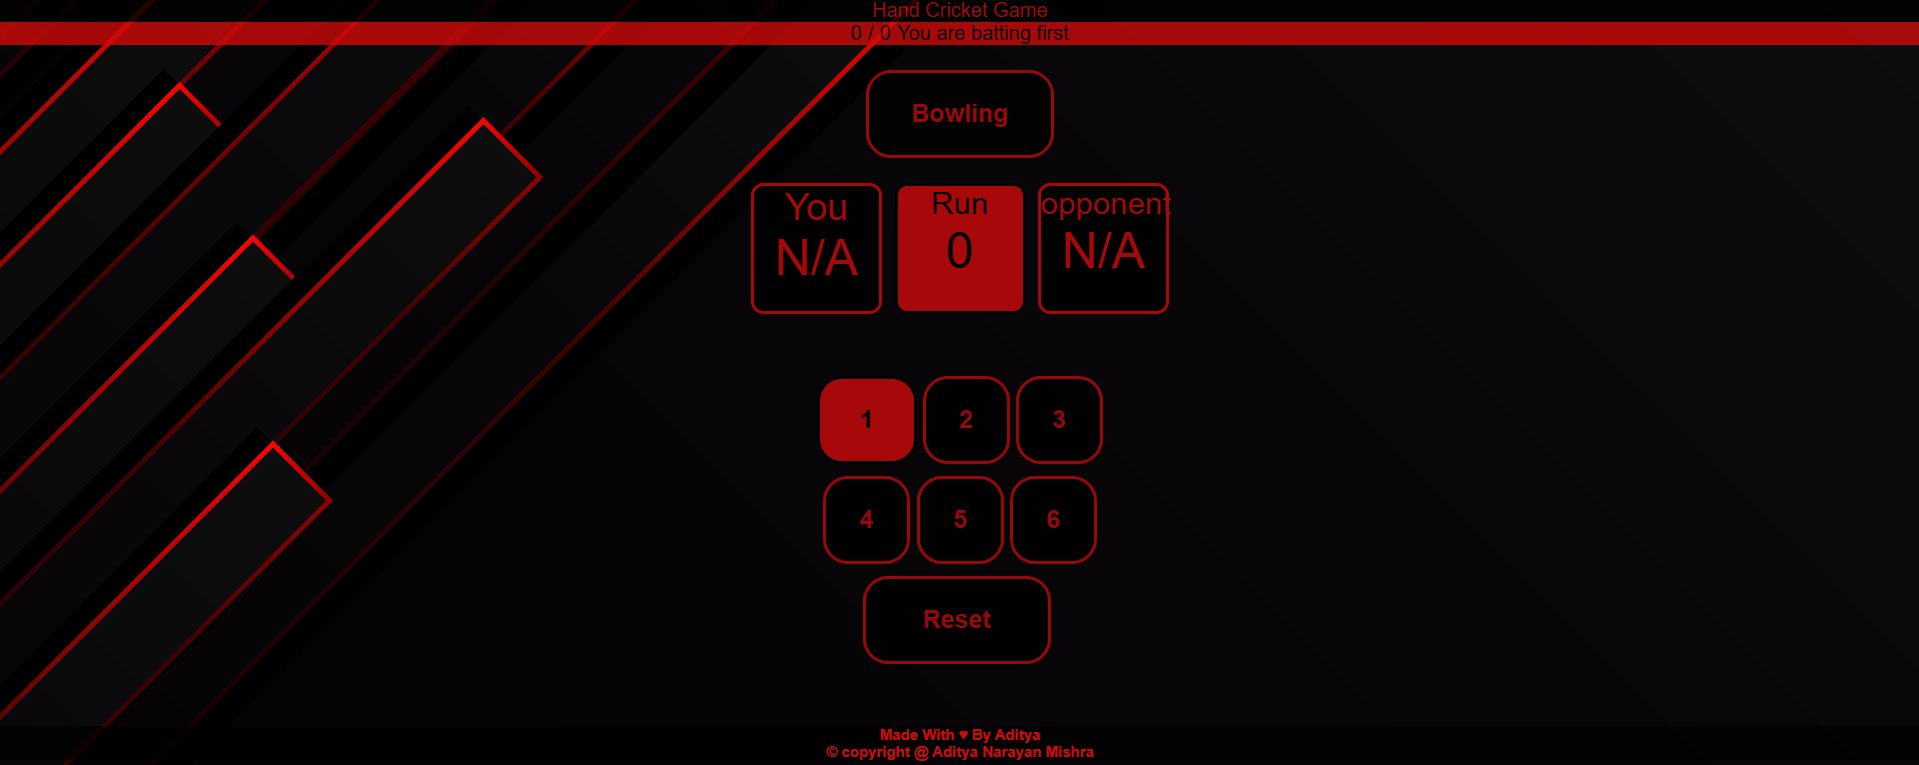 Hand Cricket Game
0 / 0 You are batting first
Bowling
You Run opponent
N/A 0 N/A
1 2 3
4 5 6
Reset
Made With ♥ By Aditya
© copyright @ Aditya Narayan Mishra